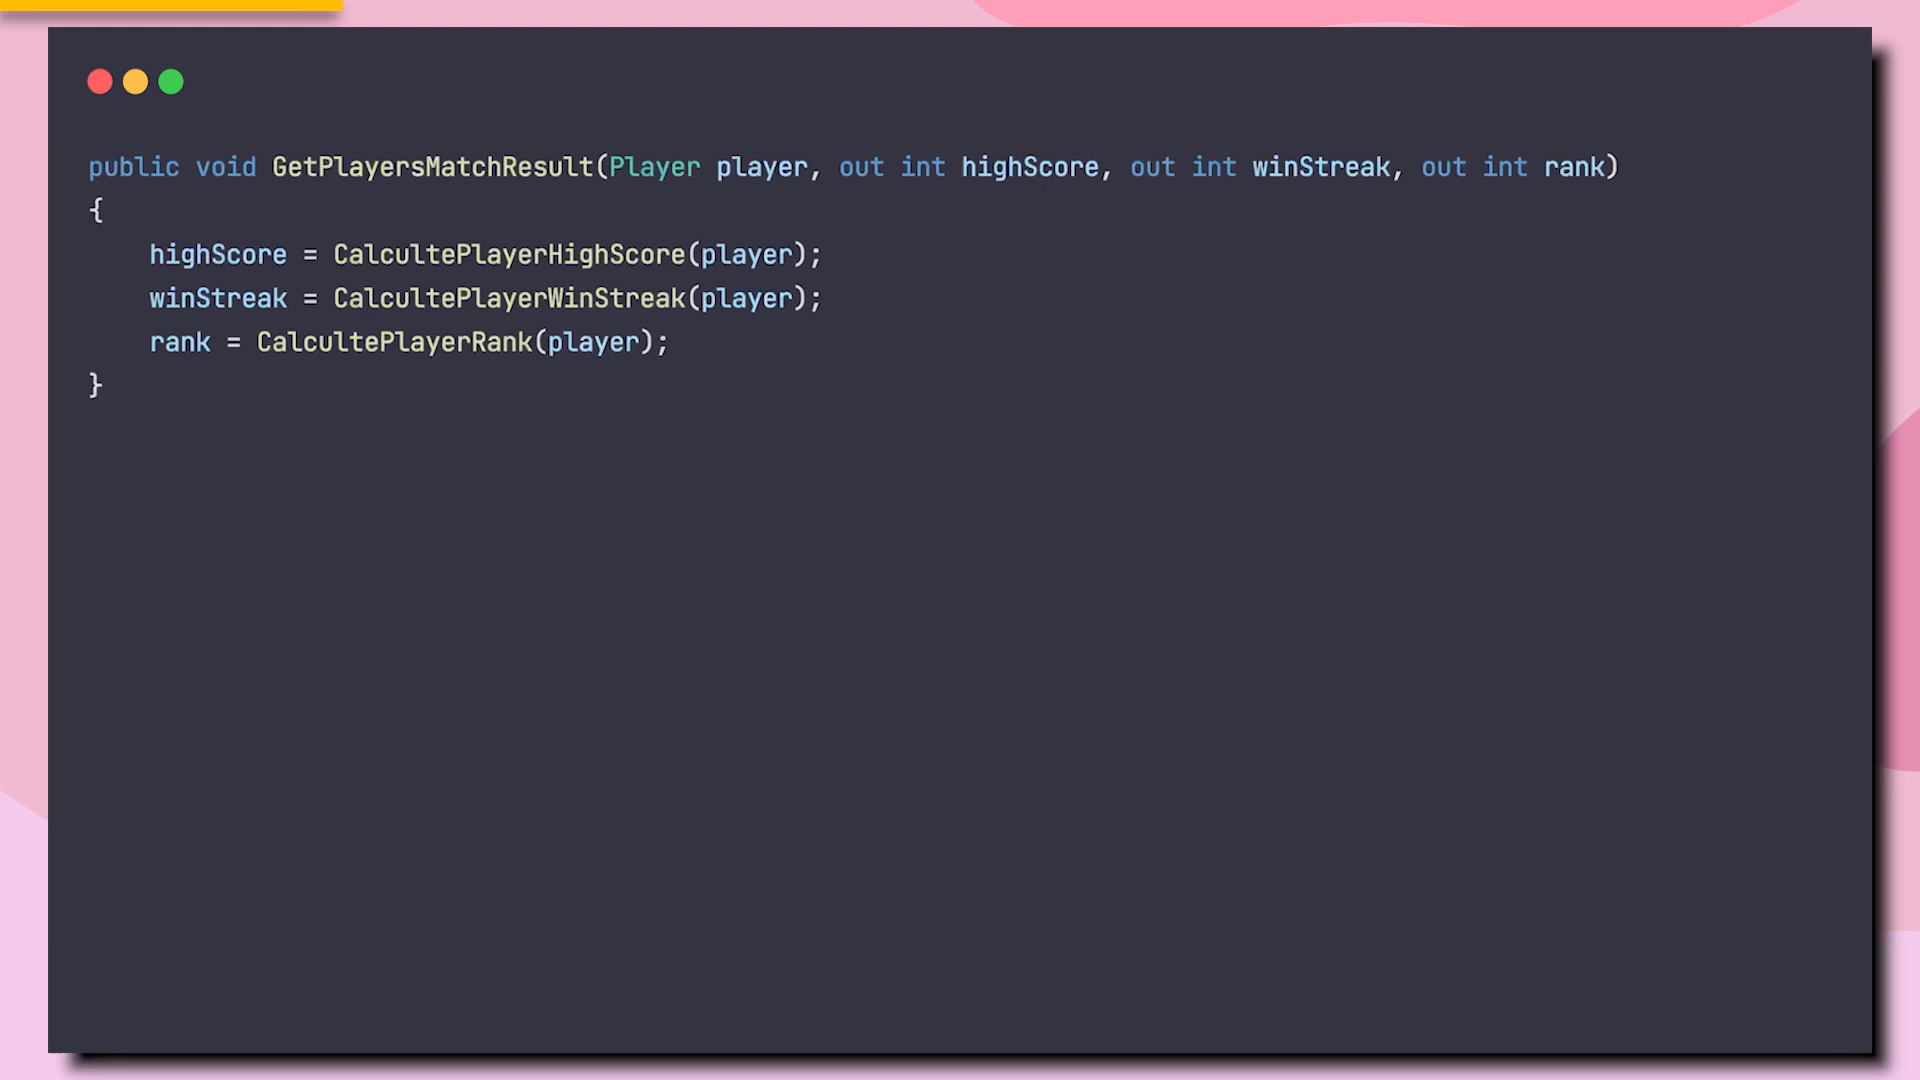 public void GetPlayersMatchResult(Player player, out int highScore, out int winStreak, out int rank)
{
    highScore = CalcultePlayerHighScore(player);
    winStreak = CalcultePlayerWinStreak(player);
    rank = CalcultePlayerRank(player);
}